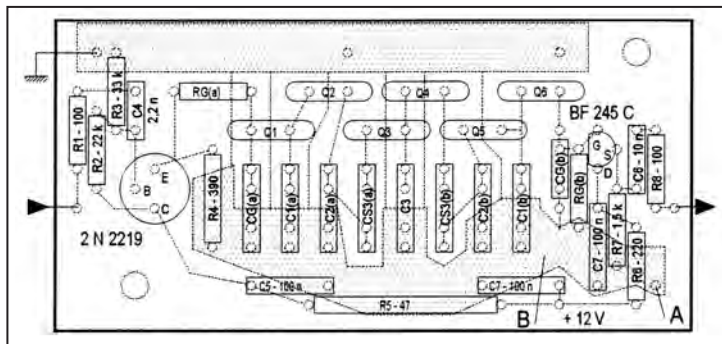 R1 - 100
R2 - 22 k
R3 - 33 k
C4
2,2 n
RG(a)
Q1
Q2
Q3
Q4
Q5
Q6
BF 245 C
G
S
D
C6 - 10 n
R8 - 100
B
E
C
2 N 2219
R4 - 390
CG(a)
C1(a)
C2(a)
CS3(a)
C3
CS3(b)
C2(b)
C1(b)
CG(b)
RG(b)
C7 - 100 n
R7 - 1,5 k
R6 - 220
C5 - 100 n
C7 - 100 n
R5 - 47
B
+ 12 V
A